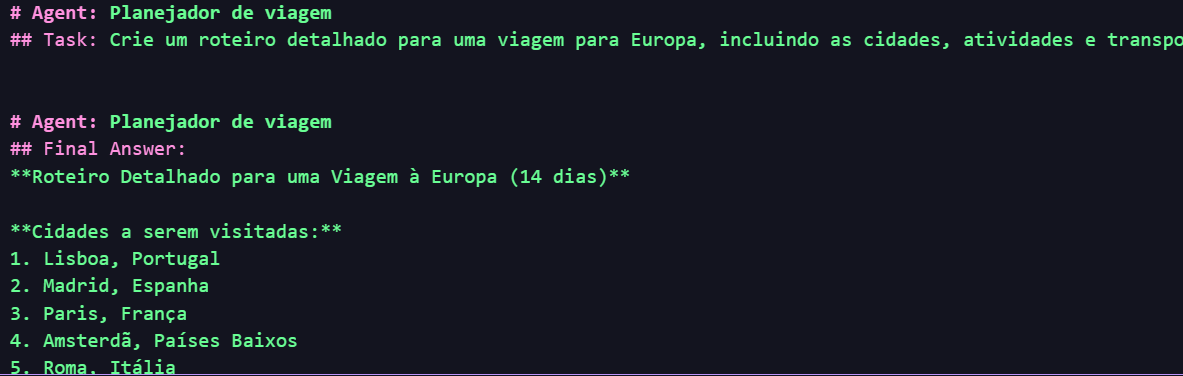 # Agent: Planejador de viagem
## Task: Crie um roteiro detalhado para uma viagem para Europa, incluindo as cidades, atividades e transpo
# Agent: Planejador de viagem
## Final Answer:
**Roteiro Detalhado para uma Viagem à Europa (14 dias)**
**Cidades a serem visitadas:**
1. Lisboa, Portugal
2. Madrid, Espanha
3. Paris, França
4. Amsterdã, Países Baixos
5. Roma, Itália